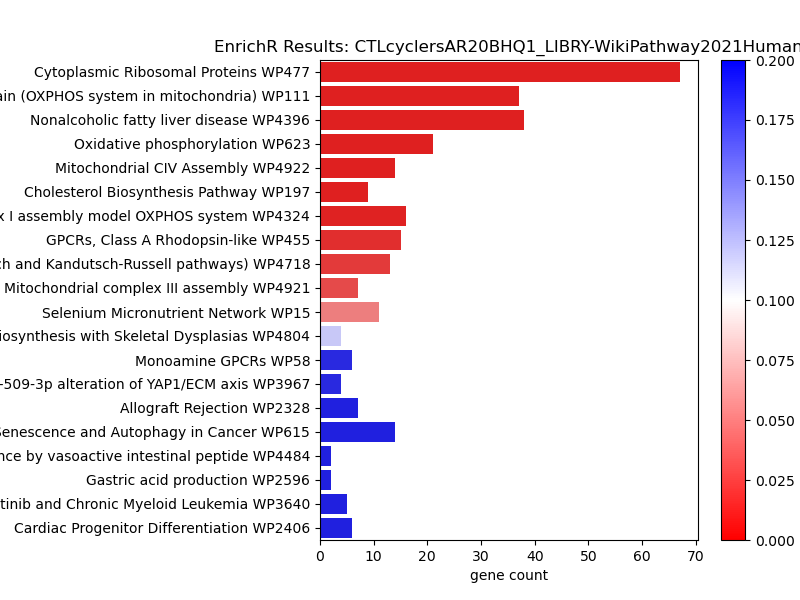 EnrichR Results: CTLcyclersAR20BHQ1_LIBRY-WikiPathway2021Human
Cytoplasmic Ribosomal Proteins WP477
(OXPHOS system in mitochondria) WP111
Nonalcoholic fatty liver disease WP4396
Oxidative phosphorylation WP623
Mitochondrial CIV Assembly WP4922
Cholesterol Biosynthesis Pathway WP197
I assembly model OXPHOS system WP4324
GPCRs, Class A Rhodopsin-like WP455
and Kandutsch-Russell pathways) WP4718
Mitochondrial complex III assembly WP4921
Selenium Micronutrient Network WP15
iosynthesis with Skeletal Dysplasias WP4804
Monoamine GPCRs WP58
-509-3p alteration of YAP1/ECM axis WP3967
Allograft Rejection WP2328
Senescence and Autophagy in Cancer WP615
nce by vasoactive intestinal peptide WP4484
Gastric acid production WP2596
tinib and Chronic Myeloid Leukemia WP3640
Cardiac Progenitor Differentiation WP2406
0 10 20 30 40 50 60 70
gene count
0.200
0.175
0.150
0.125
0.100
0.075
0.050
0.025
0.000